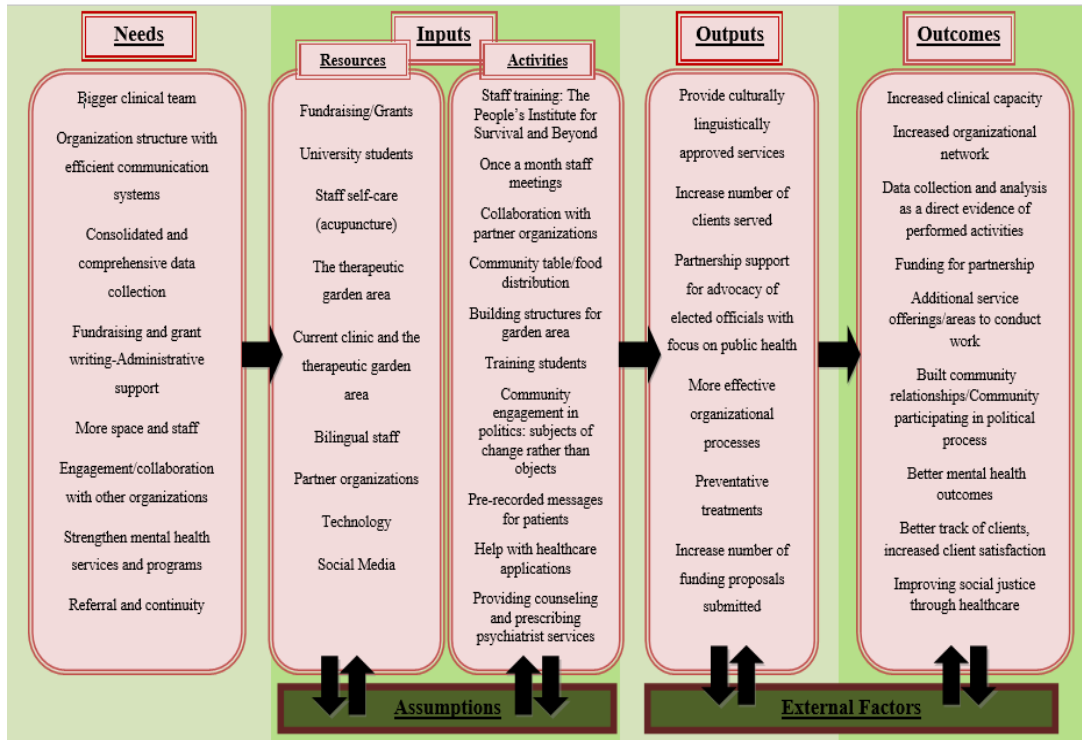 Needs
Bigger clinical team
Organization structure with
efficient communication
systems
Consolidated and
comprehensive data
collection
Fundraising and grant
writing-Administrative
support
More space and staff
Engagement/collaboration
with other organizations
Strengthen mental health
services and programs
Referral and continuity
Inputs
Resources
Fundraising/Grants
University students
Staff self-care
(acupuncture)
The therapeutic
garden area
Current clinic and the
therapeutic garden
area
Bilingual staff
Partner organizations
Technology
Social Media
Activities
Staff training: The
People's Institute for
Survival and Beyond
Once a month staff
meetings
Collaboration with
partner organizations
Community table/food
distribution
Building structures for
garden area
Training students
Community
engagement in
politics: subjects of
change rather than
objects
Pre-recorded messages
for patients
Help with healthcare
applications
Providing counseling
and prescribing
psychiatrist services
Outputs
Provide culturally
linguistically
approved services
Increase number of
clients served
Partnership support
for advocacy of
elected officials with
focus on public health
More effective
organizational
processes
Preventative
treatments
Increase number of
funding proposals
submitted
Outcomes
Increased clinical capacity
Increased organizational
network
Data collection and analysis
as a direct evidence of
performed activities
Funding for partnership
Additional service
offerings/areas to conduct
work
Built community
relationships/Community
participating in political
process
Better mental health
outcomes
Better track of clients,
increased client satisfaction
Improving social justice
through healthcare
Assumptions
External Factors